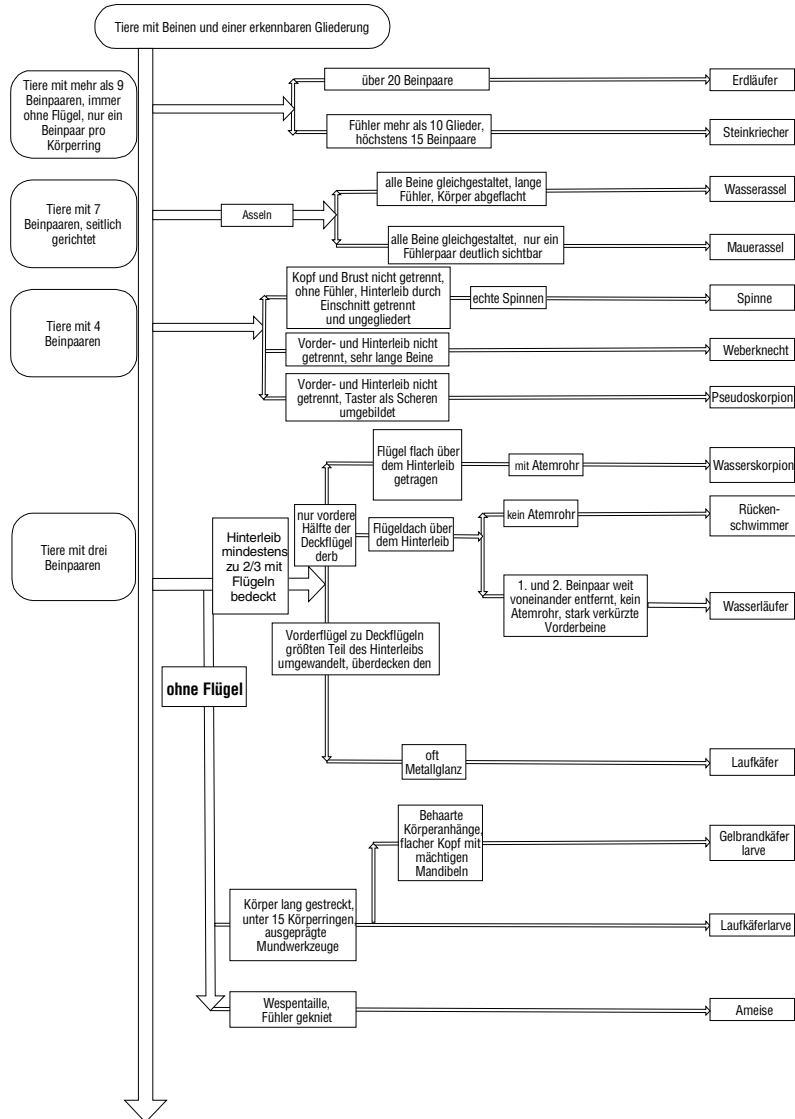 Tiere mit Beinen und einer erkennbaren Gliederung
Tiere mit mehr als 9
Beinpaaren, immer
ohne Flügel, nur ein
Beinpaar pro
Körperring
über 20 Beinpaare
Erdläufer
Fühler mehr als 10 Glieder,
höchstens 15 Beinpaare
Steinkriecher
Tiere mit 7
Beinpaaren, seitlich
gerichtet
Asseln
alle Beine gleichgestaltet, lange
Fühler, Körper abgeflacht
Wasserassel
alle Beine gleichgestaltet, nur ein
Fühlerpaar deutlich sichtbar
Mauerassel
Tiere mit 4
Beinpaaren
Kopf und Brust nicht getrennt,
ohne Fühler, Hinterleib durch
Einschnitt getrennt
und ungegliedert
echte Spinnen
Spinne
Vorder- und Hinterleib nicht
getrennt, sehr lange Beine
Weberknecht
Vorder- und Hinterleib nicht
getrennt, Taster als Scheren
umgebildet
Pseudoskorpion
Tiere mit drei
Beinpaaren
Hinterleib
mindestens
zu 2/3 mit
Flügeln
bedeckt
nur vordere
Hälfte der
Deckflügel
derb
Flügel flach über
dem Hinterleib
getragen
mit Atemrohr
Wasserskorpion
Flügeldach über
dem Hinterleib
kein Atemrohr
Rücken-
schwimmer
1. und 2. Beinpaar weit
voneinander entfernt, kein
Atemrohr, stark verkürzte
Vorderbeine
Wasserläufer
Vorderflügel zu Deckflügeln
größten Teil des Hinterleibs
umgewandelt, überdecken den
oft
Metallglanz
Laufkäfer
ohne Flügel
Behaarte
Körperanhänge,
flacher Kopf mit
mächtigen
Mandibeln
Gelbrandkäfer
larve
Körper lang gestreckt,
unter 15 Körperringen,
ausgeprägte
Mundwerkzeuge
Laufkäferlarve
Wespentaille,
Fühler gekniet
Ameise